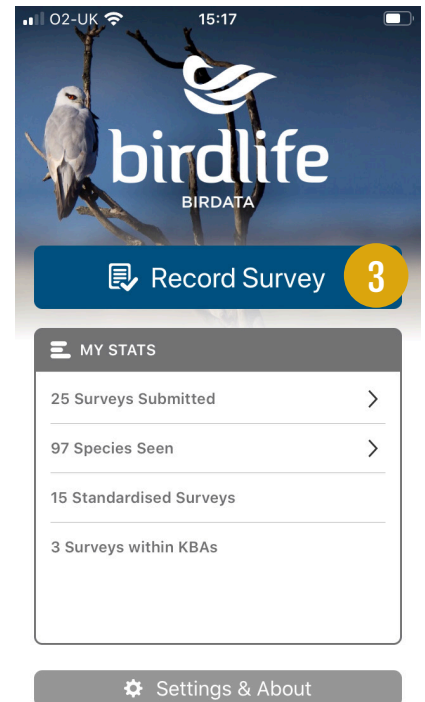 O2-UK 15:17
birdlife
BIRDATA
Record Survey 3
MY STATS
25 Surveys Submitted
97 Species Seen
15 Standardised Surveys
3 Surveys within KBAs
Settings & About